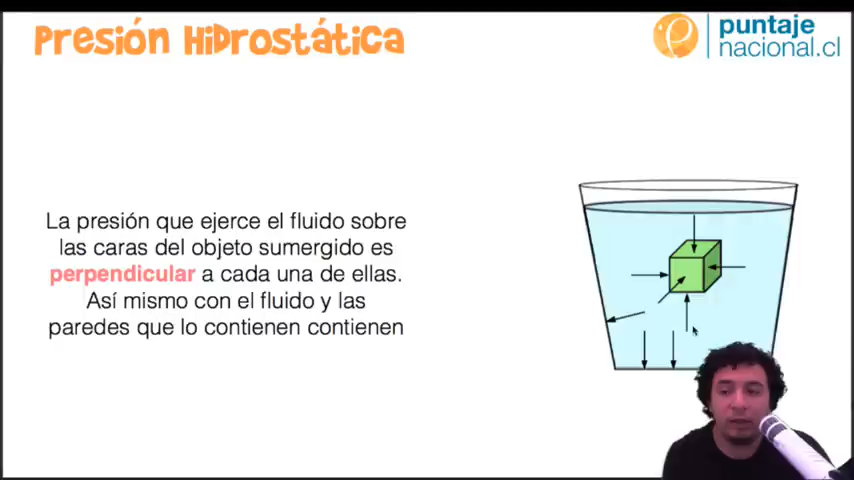 Presión Hidrostática
puntaje
nacional.cl
La presión que ejerce el fluido sobre
las caras del objeto sumergido es
perpendicular a cada una de ellas.
Así mismo con el fluido y las
paredes que lo contienen contienen